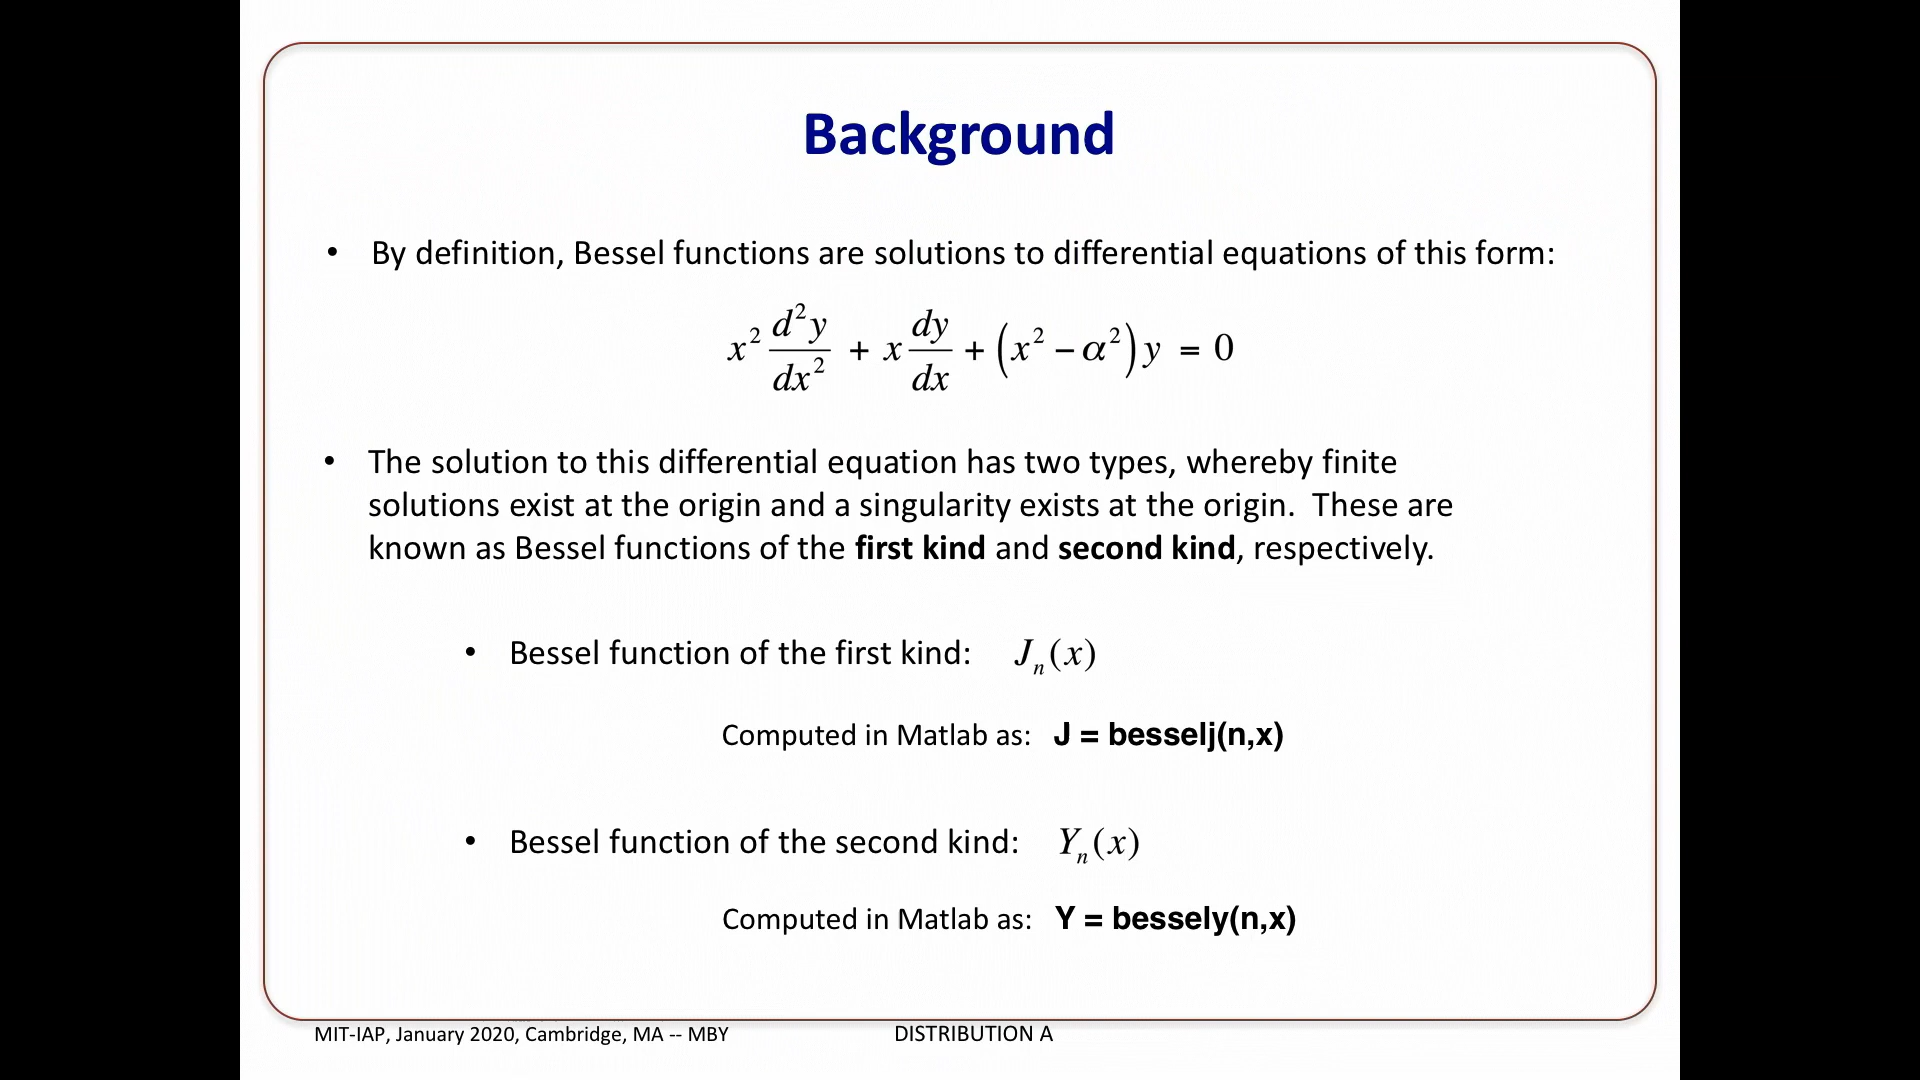 Background
• By definition, Bessel functions are solutions to differential equations of this form:
x² d²y/dx² + x dy/dx + (x² − α²) y = 0
• The solution to this differential equation has two types, whereby finite
solutions exist at the origin and a singularity exists at the origin.  These are
known as Bessel functions of the first kind and second kind, respectively.
• Bessel function of the first kind: Jₙ(x)
Computed in Matlab as: J = besselj(n,x)
• Bessel function of the second kind: Yₙ(x)
Computed in Matlab as: Y = bessely(n,x)
MIT-IAP, January 2020, Cambridge, MA -- MBY DISTRIBUTION A